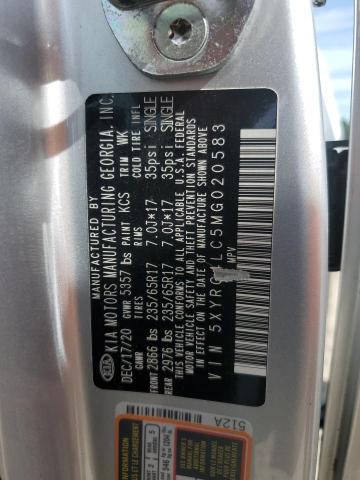 KIA
MANUFACTURED BY
KIA MOTORS MANUFACTURING GEORGIA, INC.
DEC/17/20 GVWR 5357 lbs PAINT KCS TRIM WK
GAWR TIRES RIMS COLD TIRE INFL
FRONT 2866 lbs 235/65R17 7.0J*17 35psi SINGLE
REAR 2976 lbs 235/65R17 7.0J*17 35psi SINGLE
THIS VEHICLE CONFORMS TO ALL APPLICABLE U.S.A. FEDERAL
MOTOR VEHICLE SAFETY AND THEFT PREVENTION STANDARDS IN
EFFECT ON THE DATE OF MANUFACTURE SHOWN ABOVE.
VIN 5XYRG LC5MG020583
MPV
512A